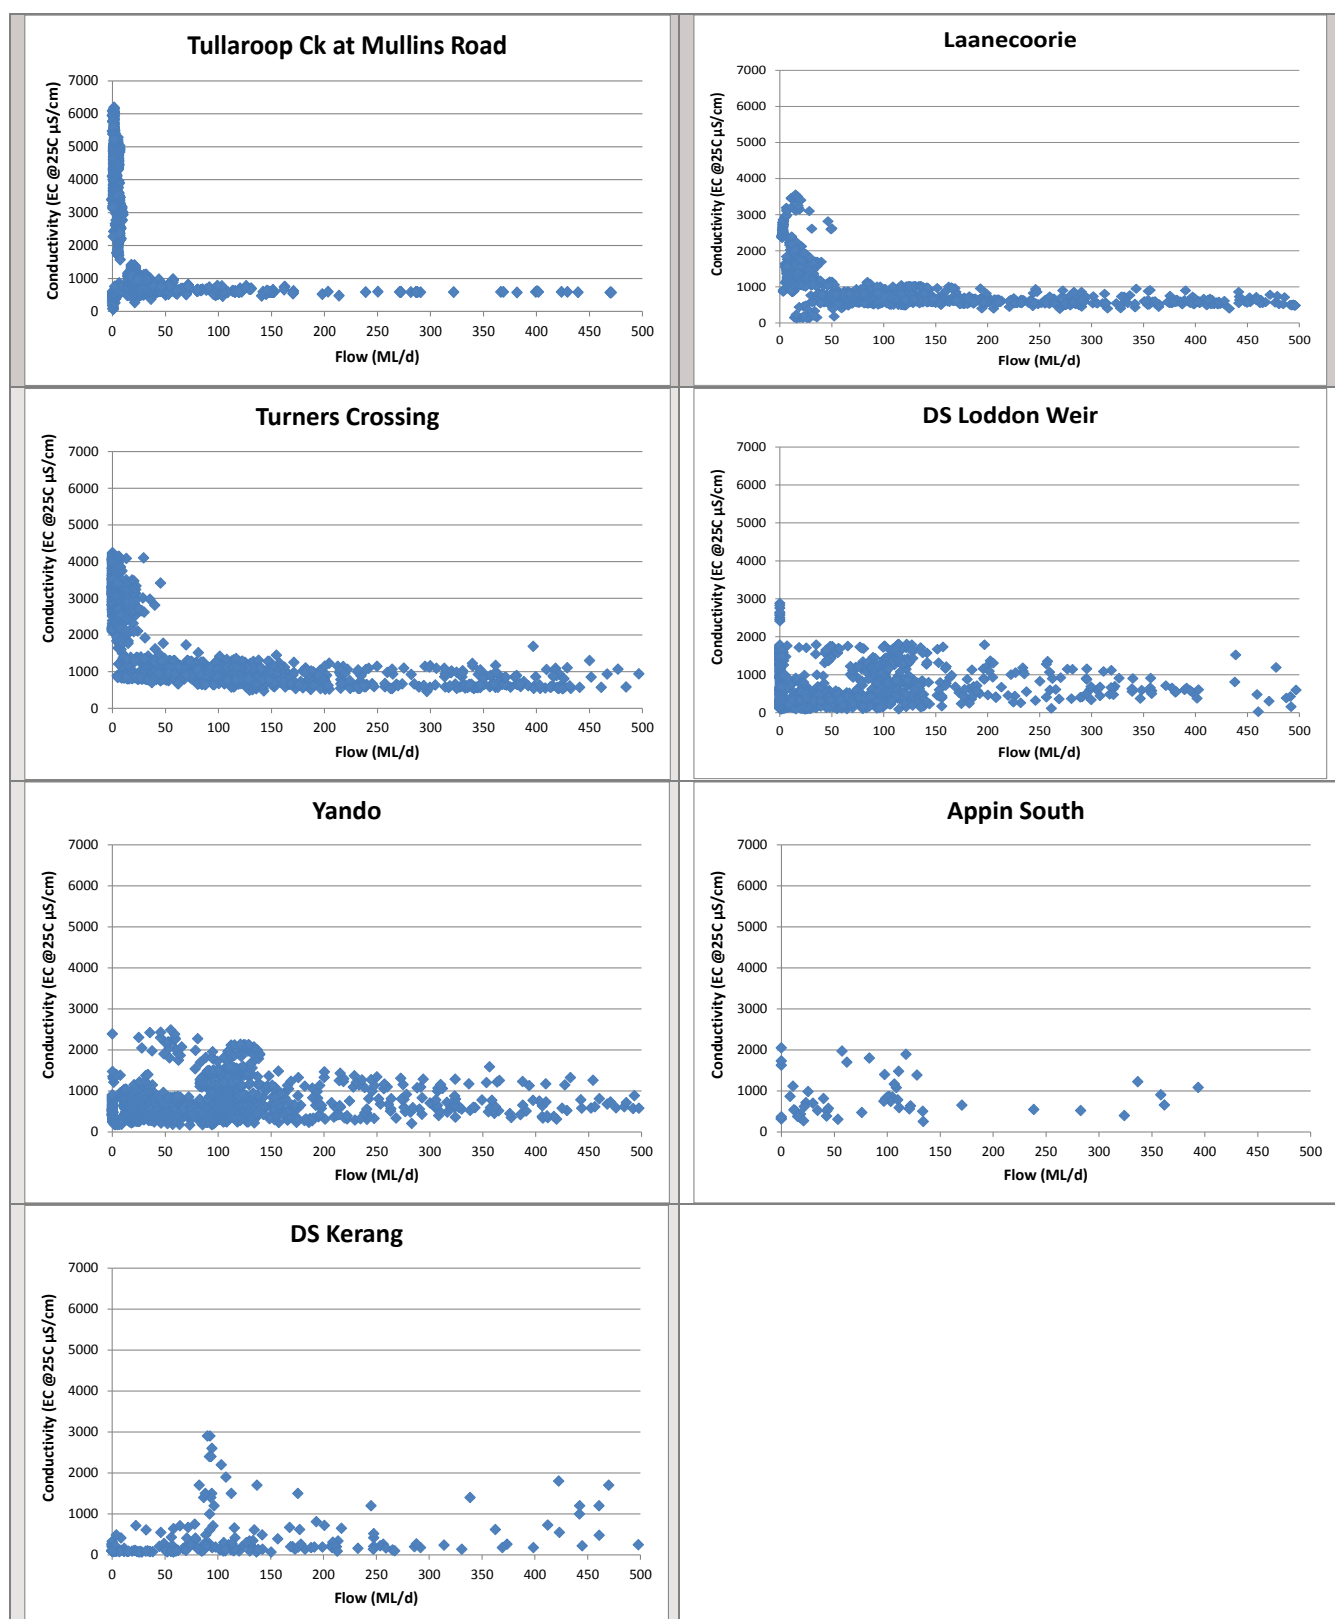 Tullaroop Ck at Mullins Road
Conductivity (EC @25C µS/cm)
7000
6000
5000
4000
3000
2000
1000
0
0 50 100 150 200 250 300 350 400 450 500
Flow (ML/d)
Laanecoorie
Conductivity (EC @25C µS/cm)
7000
6000
5000
4000
3000
2000
1000
0
0 50 100 150 200 250 300 350 400 450 500
Flow (ML/d)
Turners Crossing
Conductivity (EC @25C µS/cm)
7000
6000
5000
4000
3000
2000
1000
0
0 50 100 150 200 250 300 350 400 450 500
Flow (ML/d)
DS Loddon Weir
Conductivity (EC @25C µS/cm)
7000
6000
5000
4000
3000
2000
1000
0
0 50 100 150 200 250 300 350 400 450 500
Flow (ML/d)
Yando
Conductivity (EC @25C µS/cm)
7000
6000
5000
4000
3000
2000
1000
0
0 50 100 150 200 250 300 350 400 450 500
Flow (ML/d)
Appin South
Conductivity (EC @25C µS/cm)
7000
6000
5000
4000
3000
2000
1000
0
0 50 100 150 200 250 300 350 400 450 500
Flow (ML/d)
DS Kerang
Conductivity (EC @25C µS/cm)
7000
6000
5000
4000
3000
2000
1000
0
0 50 100 150 200 250 300 350 400 450 500
Flow (ML/d)